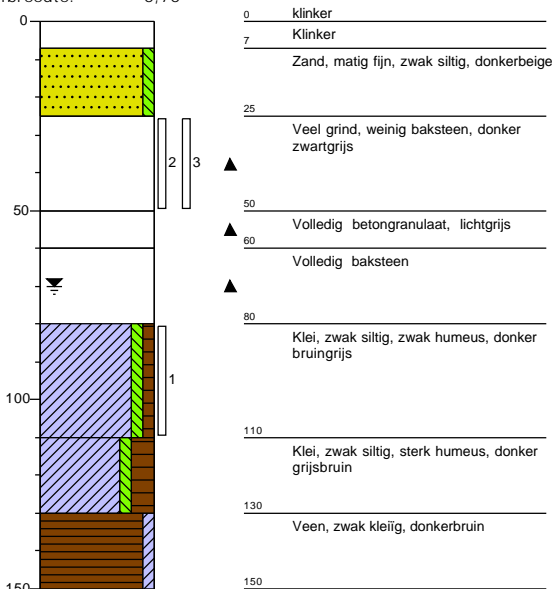 0
50
100
150
2
3
1
0
klinker
7
Klinker
Zand, matig fijn, zwak siltig, donkerbeige
25
Veel grind, weinig baksteen, donker
zwartgrijs
50
Volledig betongranulaat, lichtgrijs
60
Volledig baksteen
80
Klei, zwak siltig, zwak humeus, donker
bruingrijs
110
Klei, zwak siltig, sterk humeus, donker
grijsbruin
130
Veen, zwak kleiïg, donkerbruin
150